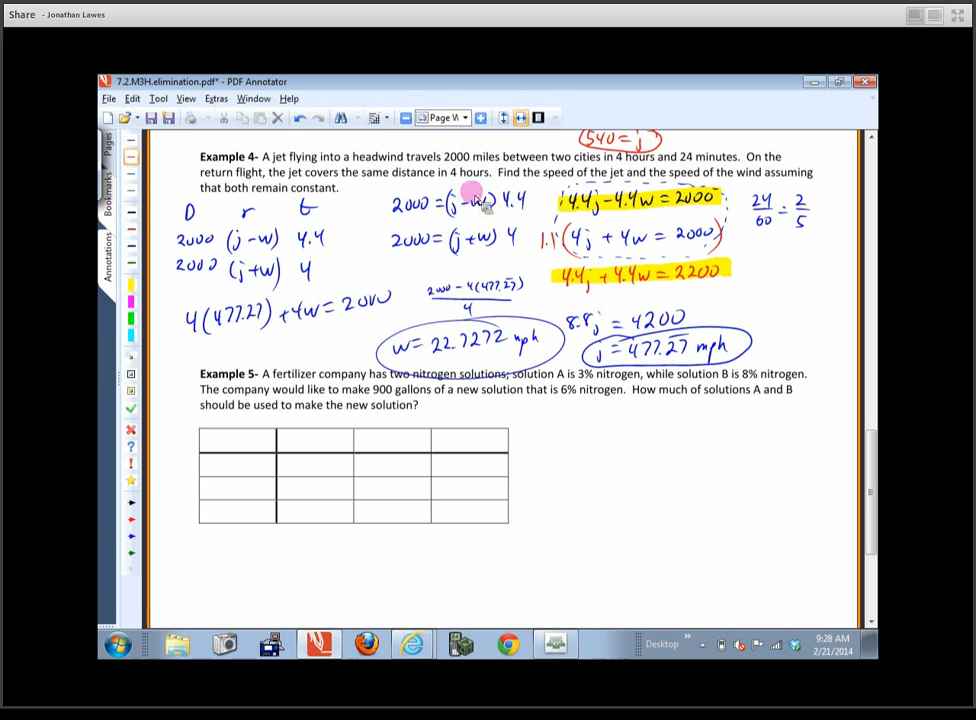 Share - Jonathan Lawes
7.2.M3H.elimination.pdf* - PDF Annotator
File Edit Tool View Extras Window Help
Page W
Pages
Bookmarks
Annotations
540 = j
Example 4- A jet flying into a headwind travels 2000 miles between two cities in 4 hours and 24 minutes. On the
return flight, the jet covers the same distance in 4 hours. Find the speed of the jet and the speed of the wind assuming
that both remain constant.
D r t
2000 (j-w) 4.4
2000 (j+w) 4
2000 = (j-w) 4.4
2000 = (j+w) 4
4.4j - 4.4w = 2000
1.1(4j + 4w = 2000)
4.4j + 4.4w = 2200
24/60 = 2/5
8.8j = 4200
j = 477.27 mph
4(477.27) + 4w = 2000
2000 - 4(477.27)
4
w = 22.7272 mph
Example 5- A fertilizer company has two nitrogen solutions; solution A is 3% nitrogen, while solution B is 8% nitrogen.
The company would like to make 900 gallons of a new solution that is 6% nitrogen. How much of solutions A and B
should be used to make the new solution?
Desktop
9:28 AM
2/21/2014